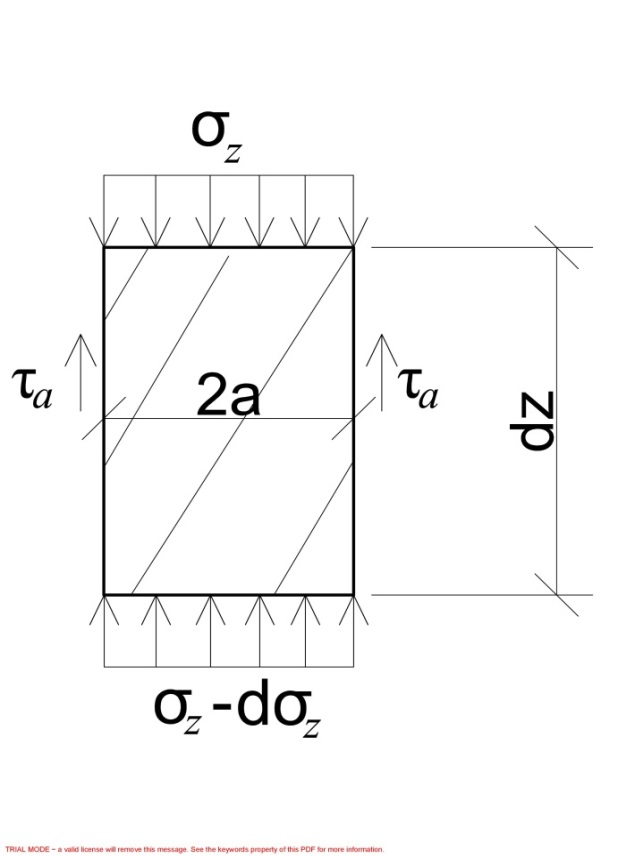 σz
τa
2a
τa
dz
σz-dσz
TRIAL MODE − a valid license will remove this message. See the keywords property of this PDF for more information.